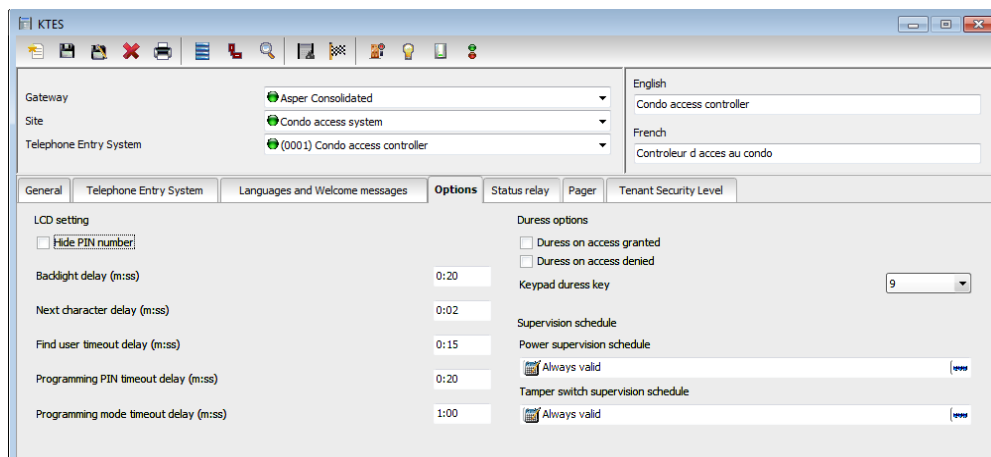 KTES
Gateway
Asper Consolidated
Site
Condo access system
Telephone Entry System
(0001) Condo access controller
English
Condo access controller
French
Controleur d acces au condo
General
Telephone Entry System
Languages and Welcome messages
Options
Status relay
Pager
Tenant Security Level
LCD setting
Hide PIN number
Backlight delay (m:ss)
0:20
Next character delay (m:ss)
0:02
Find user timeout delay (m:ss)
0:15
Programming PIN timeout delay (m:ss)
0:20
Programming mode timeout delay (m:ss)
1:00
Duress options
Duress on access granted
Duress on access denied
Keypad duress key
9
Supervision schedule
Power supervision schedule
Always valid
Tamper switch supervision schedule
Always valid